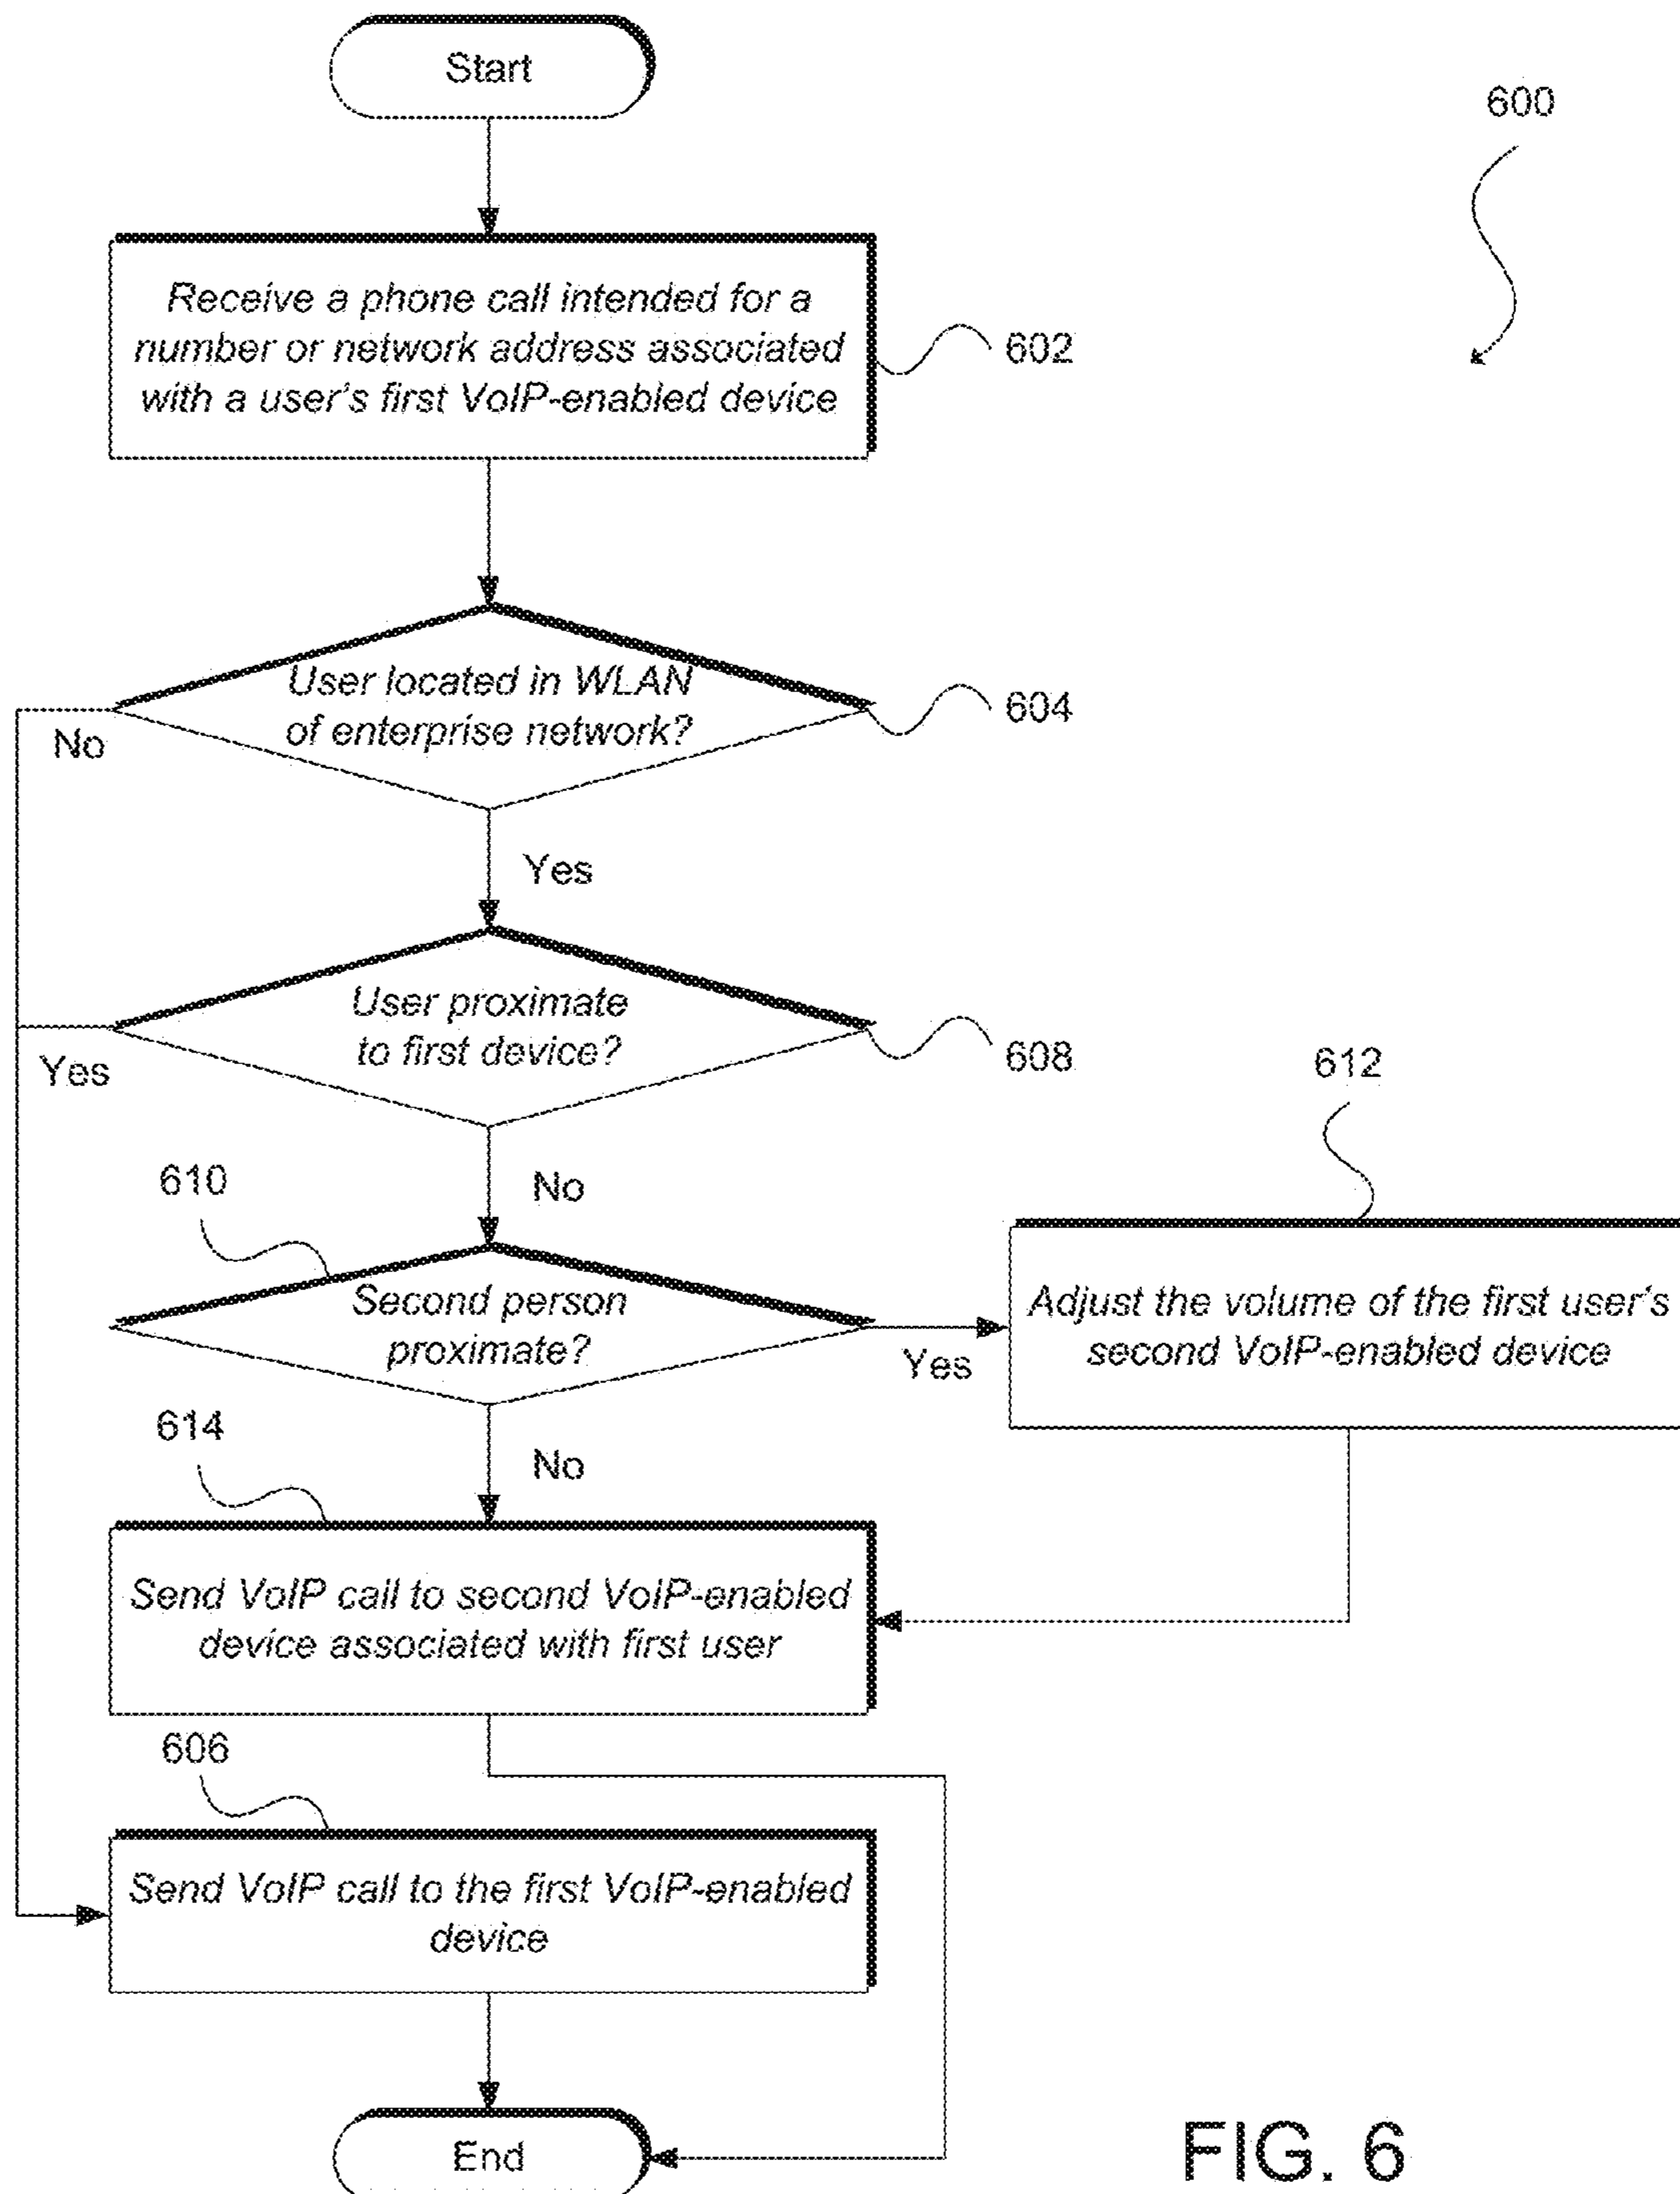 Start
600
Receive a phone call intended for a
number or network address associated
with a user's first VoIP-enabled device
602
User located in WLAN
of enterprise network?
604
No
Yes
User proximate
to first device?
608
Yes
612
No
610
Second person
proximate?
Yes
Adjust the volume of the first user's
second VoIP-enabled device
614
No
Send VoIP call to second VoIP-enabled
device associated with first user
606
Send VoIP call to the first VoIP-enabled
device
End
FIG. 6